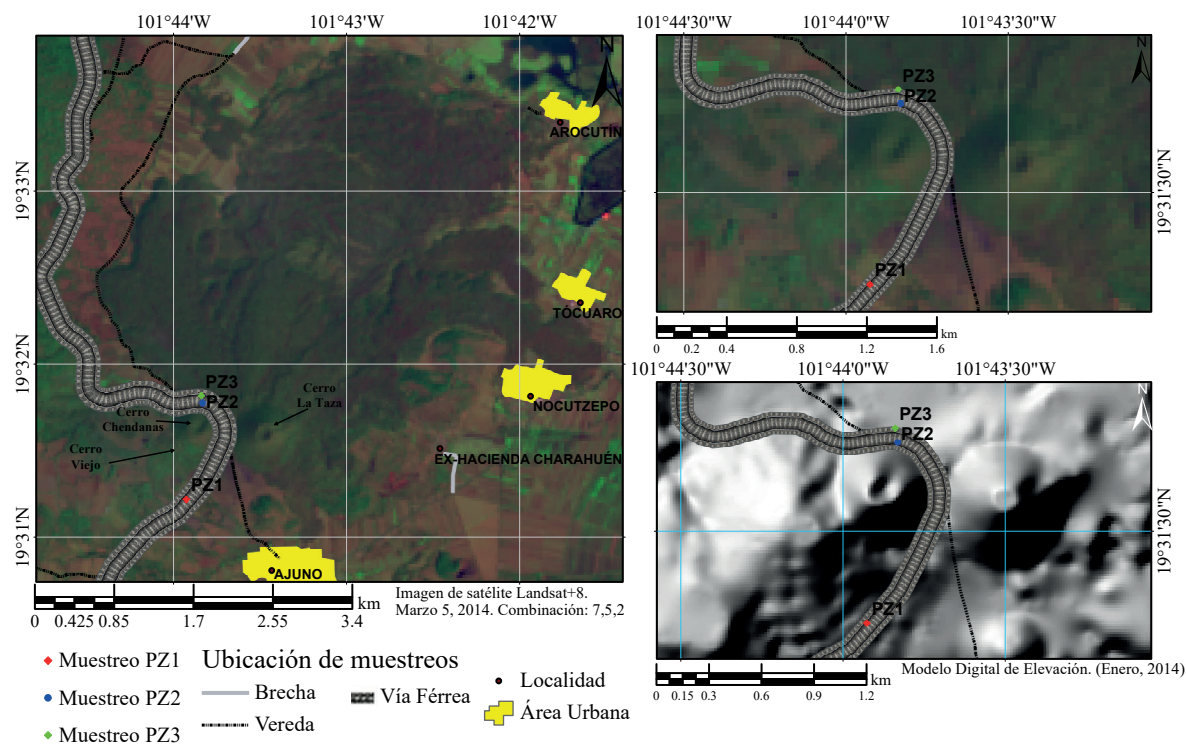 101°44'W 101°43'W 101°42'W
19°33'N
19°32'N
19°31'N
N
AROCUTÍN
TÓCUARO
NOCUTZEPO
EX-HACIENDA CHARAHUÉN
AJUNO
PZ3
PZ2
PZ1
Cerro
La Taza
Cerro
Chendanas
Cerro
Viejo
km
0 0.425 0.85 1.7 2.55 3.4
Imagen de satélite Landsat+8.
Marzo 5, 2014. Combinación: 7,5,2
101°44'30"W 101°44'0"W 101°43'5"W
N
PZ3
PZ2
PZ1
19°31'30"N
km
0 0.2 0.4 0.8 1.2 1.6
101°44'30"W 101°44'0"W 101°43'5"W
N
PZ3
PZ2
PZ1
19°31'30"N
km
0 0.15 0.3 0.6 0.9 1.2
Modelo Digital de Elevación. (Enero, 2014)
Ubicación de muestreos
Muestreo PZ1
Muestreo PZ2
Muestreo PZ3
Brecha
Vereda
Vía Férrea
Localidad
Área Urbana